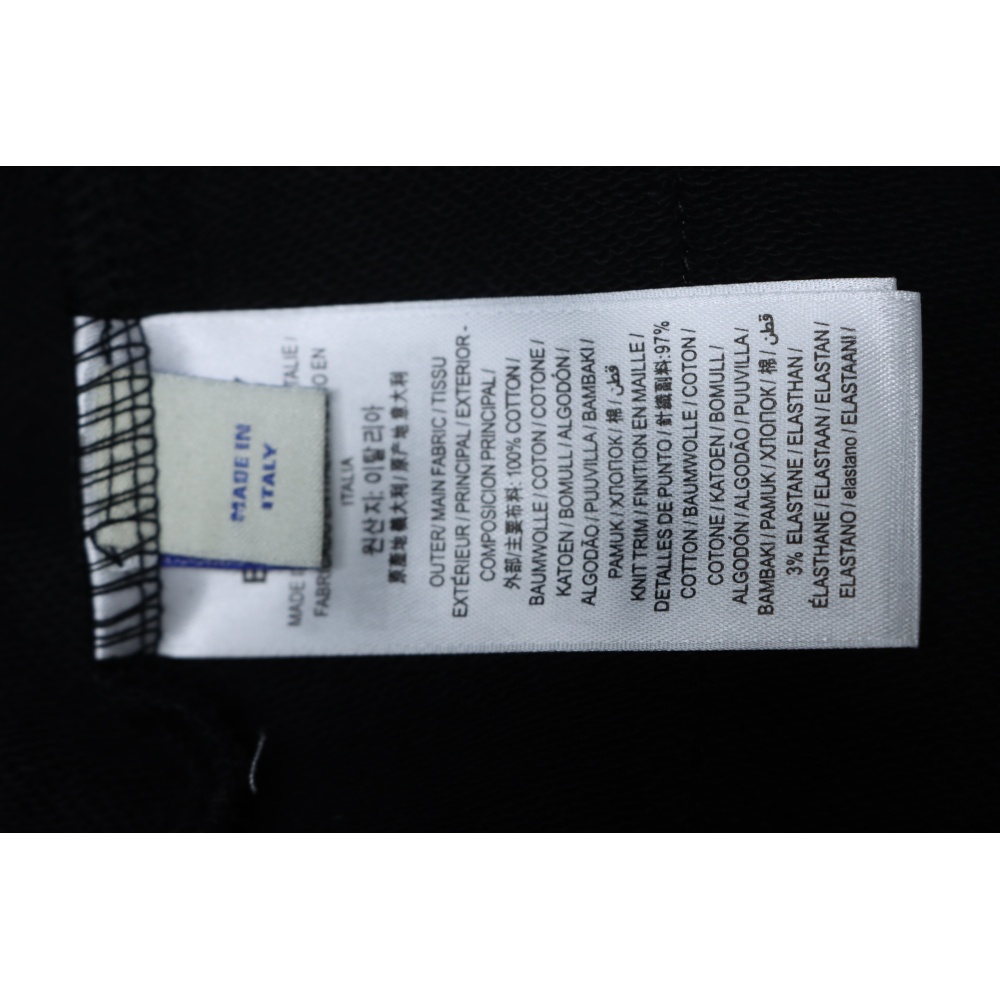 MADE IN
ITALY
MADE
ITALIE /
FABR
O EN
ITALIA
원산지: 이탈리아
原產地 義大利 / 原产地 意大利
OUTER/ MAIN FABRIC / TISSU
EXTÉRIEUR / PRINCIPAL / EXTERIOR -
COMPOSICION PRINCIPAL /
外部/主要布料: 100% COTTON /
BAUMWOLLE / COTON / COTONE /
KATOEN / BOMULL / ALGODÓN /
ALGODÃO / PUUVILLA / BAMBAKI /
PAMUK / ХЛОПОК / 棉 / قطن
KNIT TRIM / FINITION EN MAILLE /
DETALLES DE PUNTO / 針織副料:97%
COTTON / BAUMWOLLE / COTON /
COTONE / KATOEN / BOMULL /
ALGODÓN / ALGODÃO / PUUVILLA /
BAMBAKI / PAMUK / ХЛОПОК / 棉 / قطن
3% ELASTANE / ELASTHAN /
ÉLASTHANE / ELASTAAN / ELASTAN /
ELASTANO / elastano / ELASTAANI /